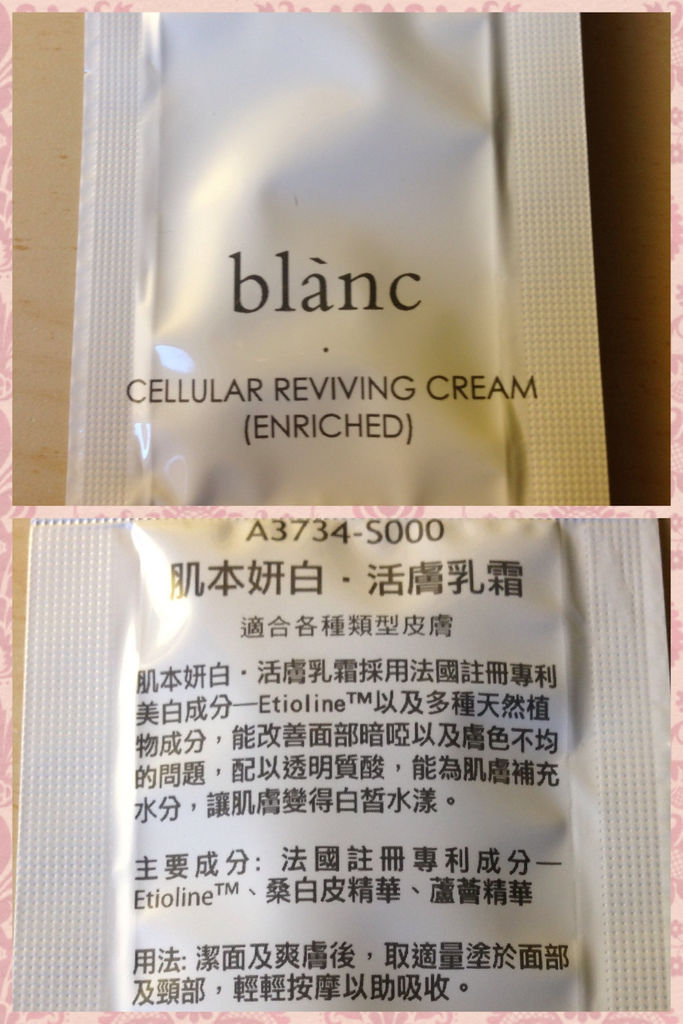 blànc
·
CELLULAR REVIVING CREAM
(ENRICHED)
A3734-S000
肌本妍白·活膚乳霜
適合各種類型皮膚
肌本妍白·活膚乳霜採用法國註冊專利
美白成分—Etioline™以及多種天然植
物成分，能改善面部暗啞以及膚色不均
的問題，配以透明質酸，能為肌膚補充
水分，讓肌膚變得白皙水漾。
主要成分: 法國註冊專利成分—
Etioline™、桑白皮精華、蘆薈精華
用法: 潔面及爽膚後，取適量塗於面部
及頸部，輕輕按摩以助吸收。